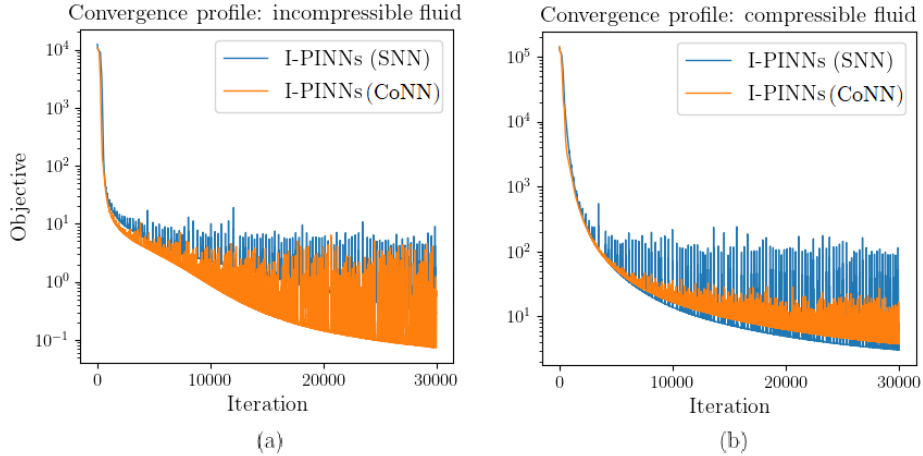 Convergence profile: incompressible fluid
10^4
10^3
10^2
10^1
10^0
10^-1
Objective
I-PINNs (SNN)
I-PINNs (CoNN)
0
10000
20000
30000
Iteration
(a)
Convergence profile: compressible fluid
10^5
10^4
10^3
10^2
10^1
I-PINNs (SNN)
I-PINNs (CoNN)
0
10000
20000
30000
Iteration
(b)